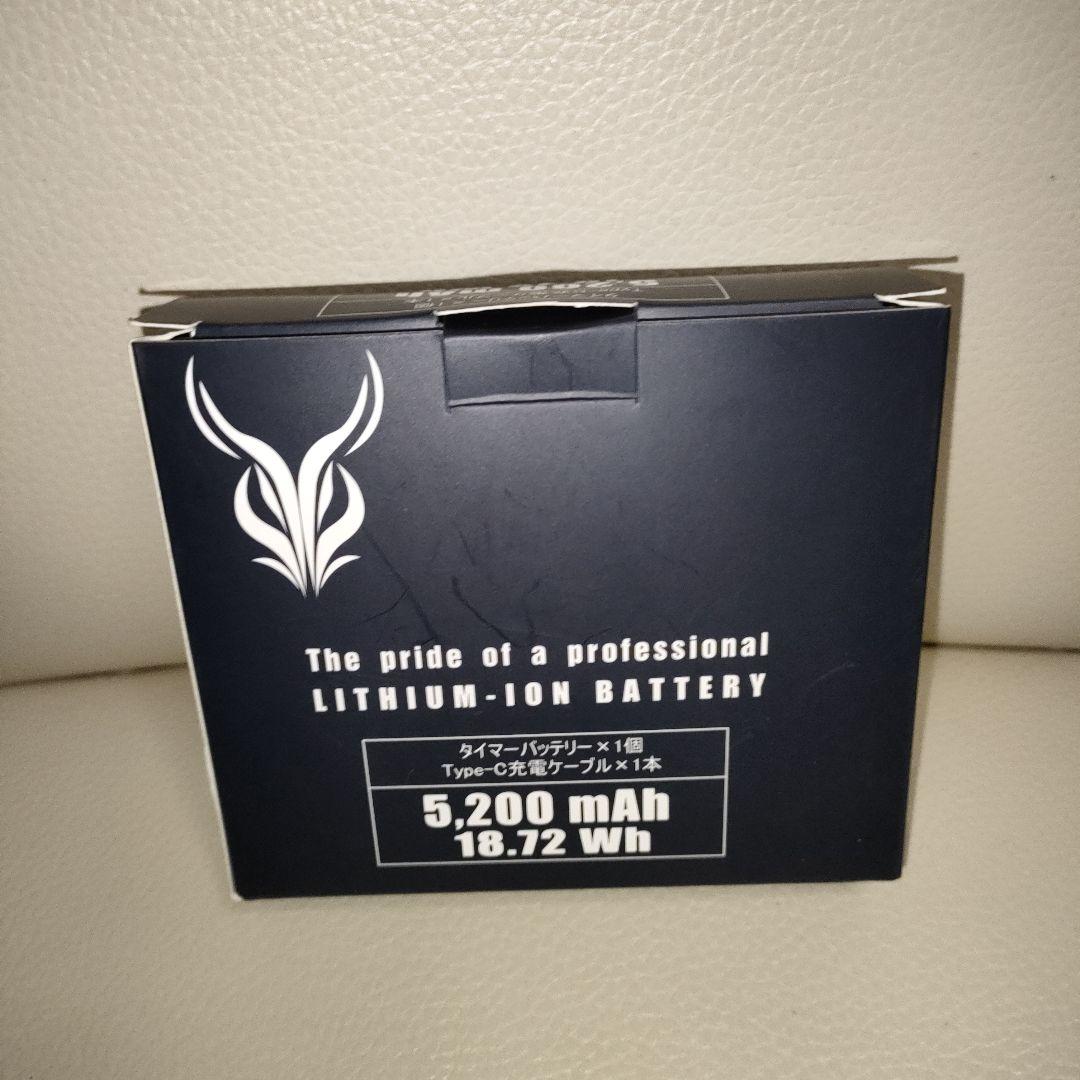 The pride of a professional
LITHIUM-ION BATTERY
タイマーバッテリー×1個
Type-C充電ケーブル×1本
5,200 mAh
18.72 Wh